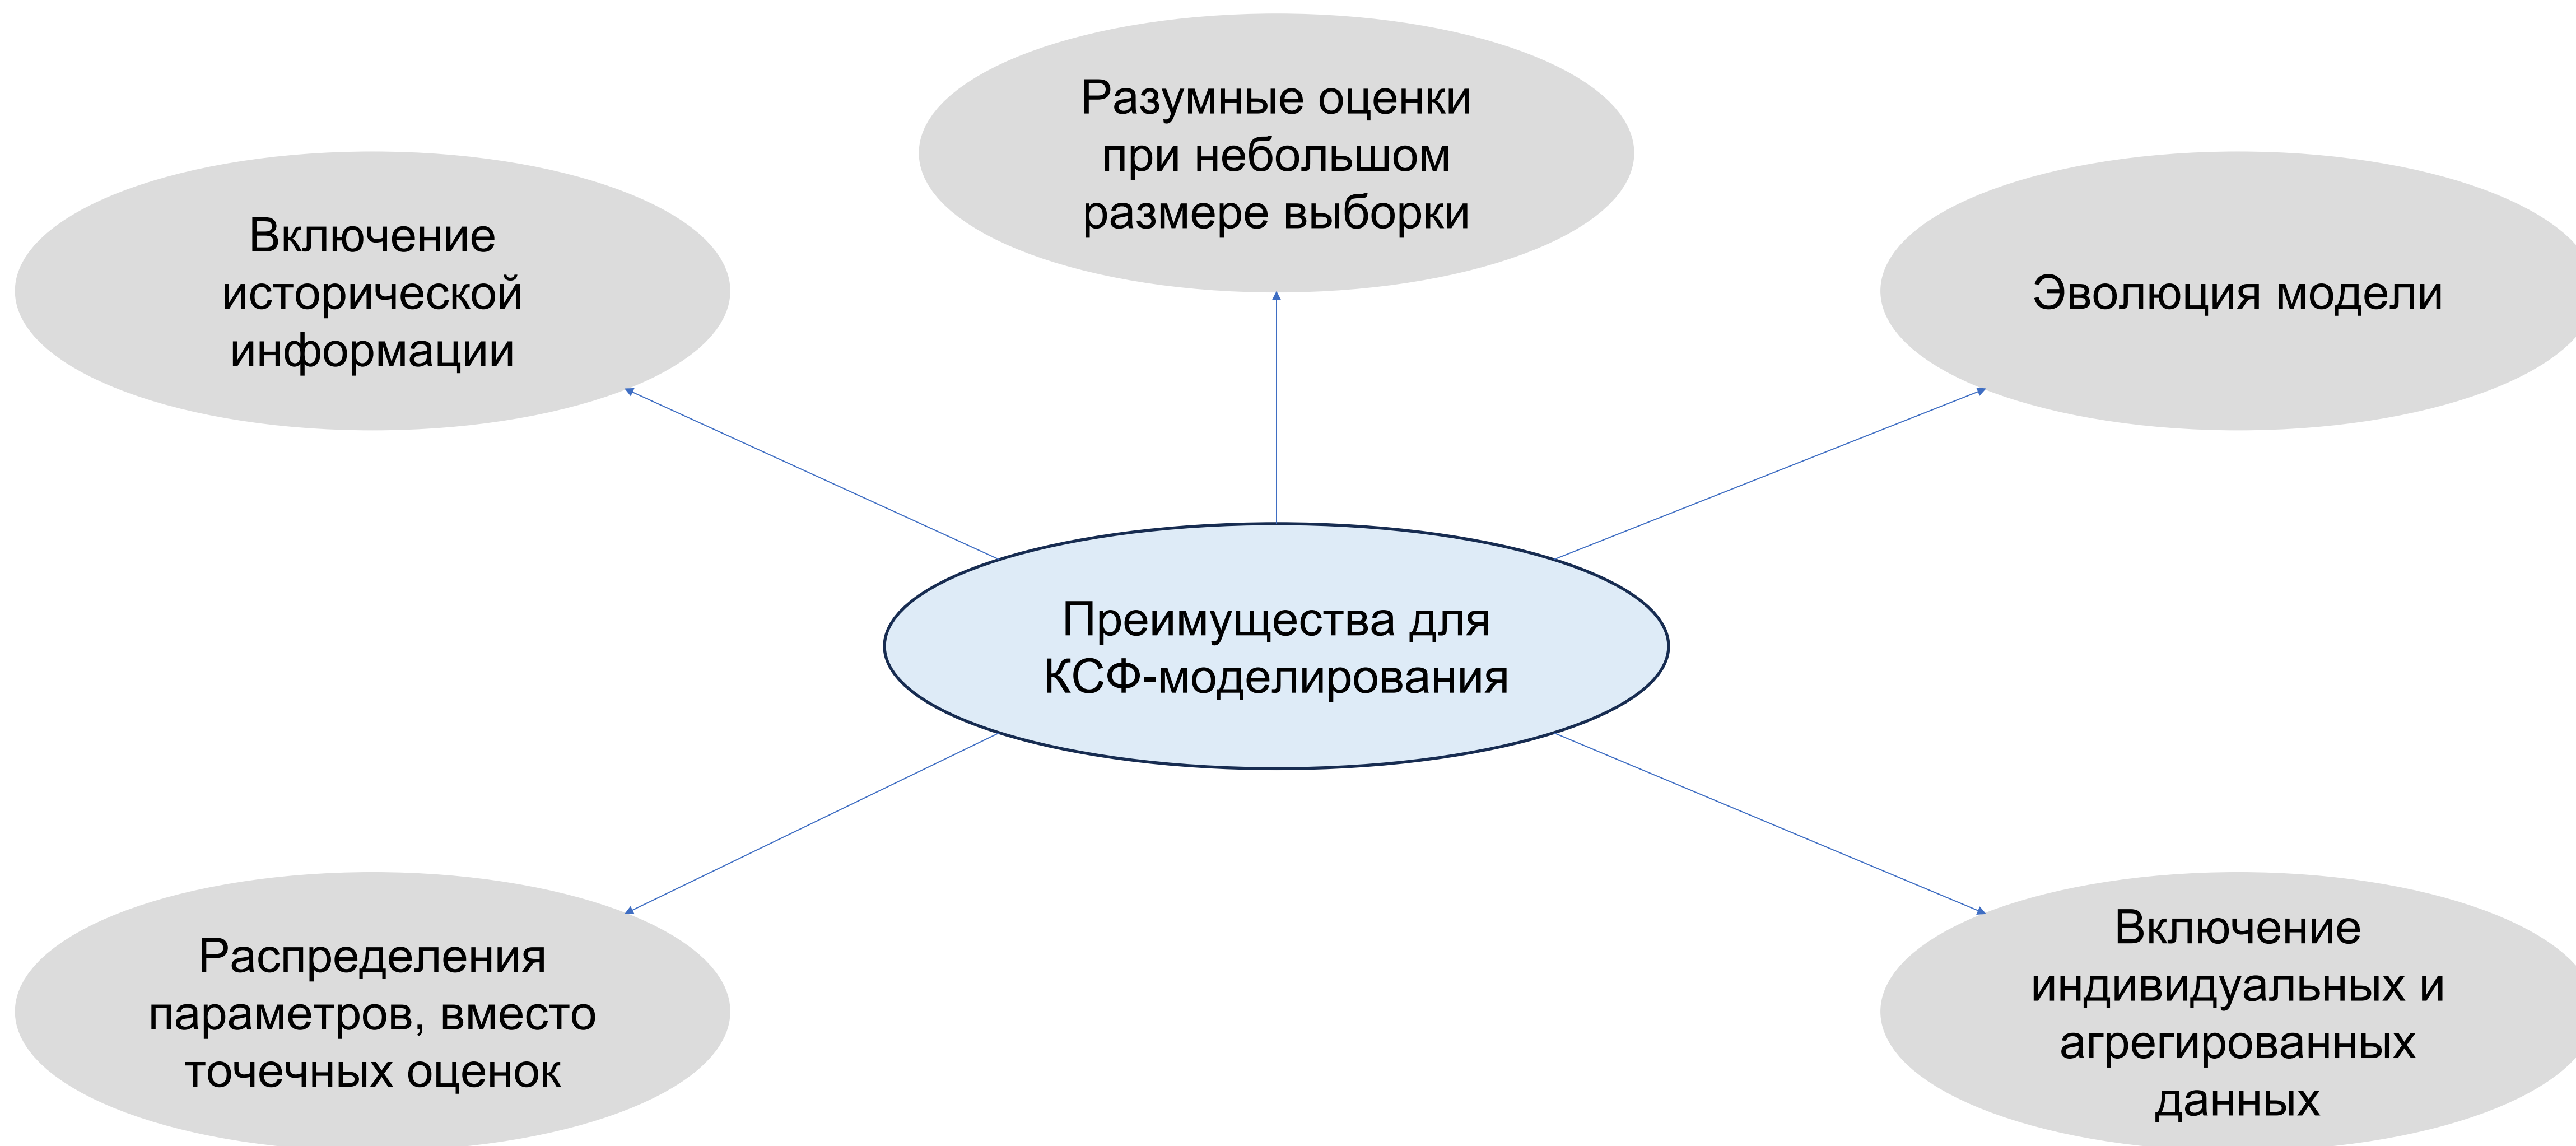 Разумные оценки
при небольшом
размере выборки
Включение
исторической
информации
Эволюция модели
Преимущества для
КСФ-моделирования
Распределения
параметров, вместо
точечных оценок
Включение
индивидуальных и
агрегированных
данных